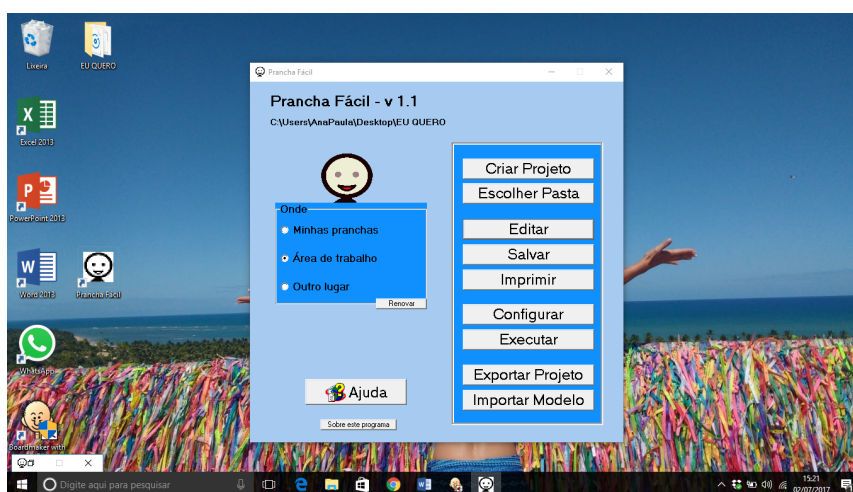 Lixeira
EU QUERO
Excel 2013
PowerPoint 2013
Word 2013
Prancha Fácil
WhatsApp
Boardmaker with
Prancha Fácil
Prancha Fácil - v 1.1
C:\Users\AnaPaula\Desktop\EU QUERO
Onde
Minhas pranchas
Área de trabalho
Outro lugar
Renovar
Ajuda
Sobre este programa
Criar Projeto
Escolher Pasta
Editar
Salvar
Imprimir
Configurar
Executar
Exportar Projeto
Importar Modelo
Digite aqui para pesquisar
15:21
02/07/2017